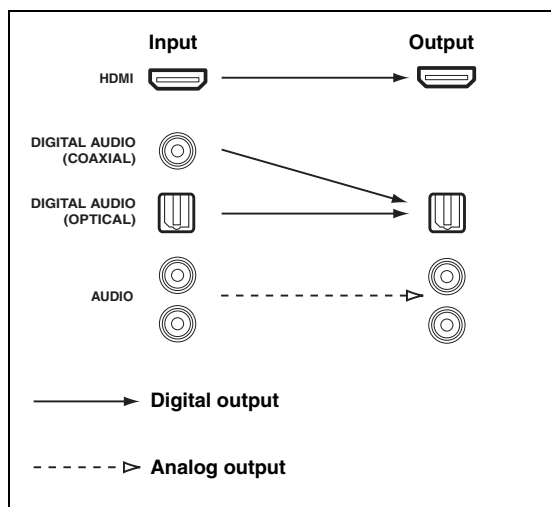 Input Output
HDMI
DIGITAL AUDIO
(COAXIAL)
DIGITAL AUDIO
(OPTICAL)
AUDIO
Digital output
Analog output